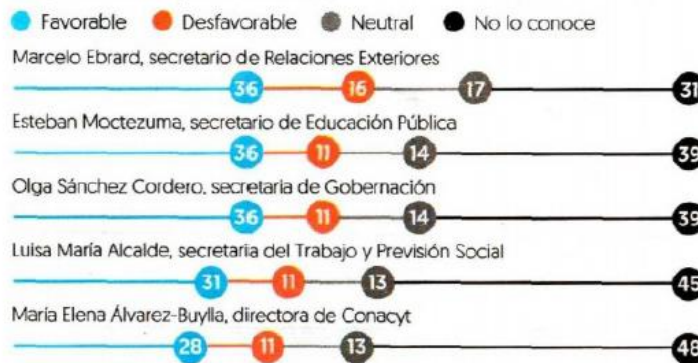 Favorable Desfavorable Neutral No lo conoce
Marcelo Ebrard, secretario de Relaciones Exteriores
36 16 17 31
Esteban Moctezuma, secretario de Educación Pública
36 11 14 39
Olga Sánchez Cordero, secretaria de Gobernación
36 11 14 39
Luisa María Alcalde, secretaria del Trabajo y Previsión Social
31 11 13 45
María Elena Álvarez-Buylla, directora de Conacyt
28 11 13 48